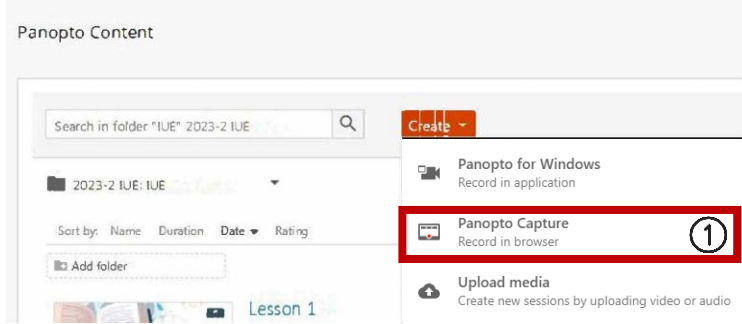 Panopto Content
Search in folder "IUE" 2023-2 IUE
Create
2023-2 IUE: IUE
Sort by: Name Duration Date Rating
Add folder
Lesson 1
Panopto for Windows
Record in application
Panopto Capture
Record in browser
①
Upload media
Create new sessions by uploading video or audio